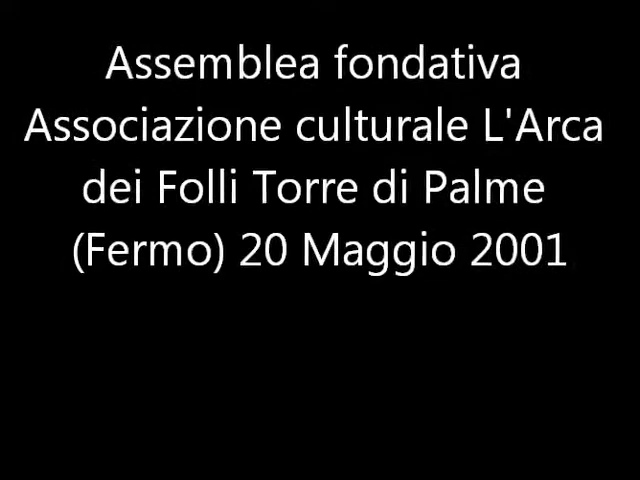 Assemblea fondativa
Associazione culturale L'Arca
dei Folli Torre di Palme
(Fermo) 20 Maggio 2001